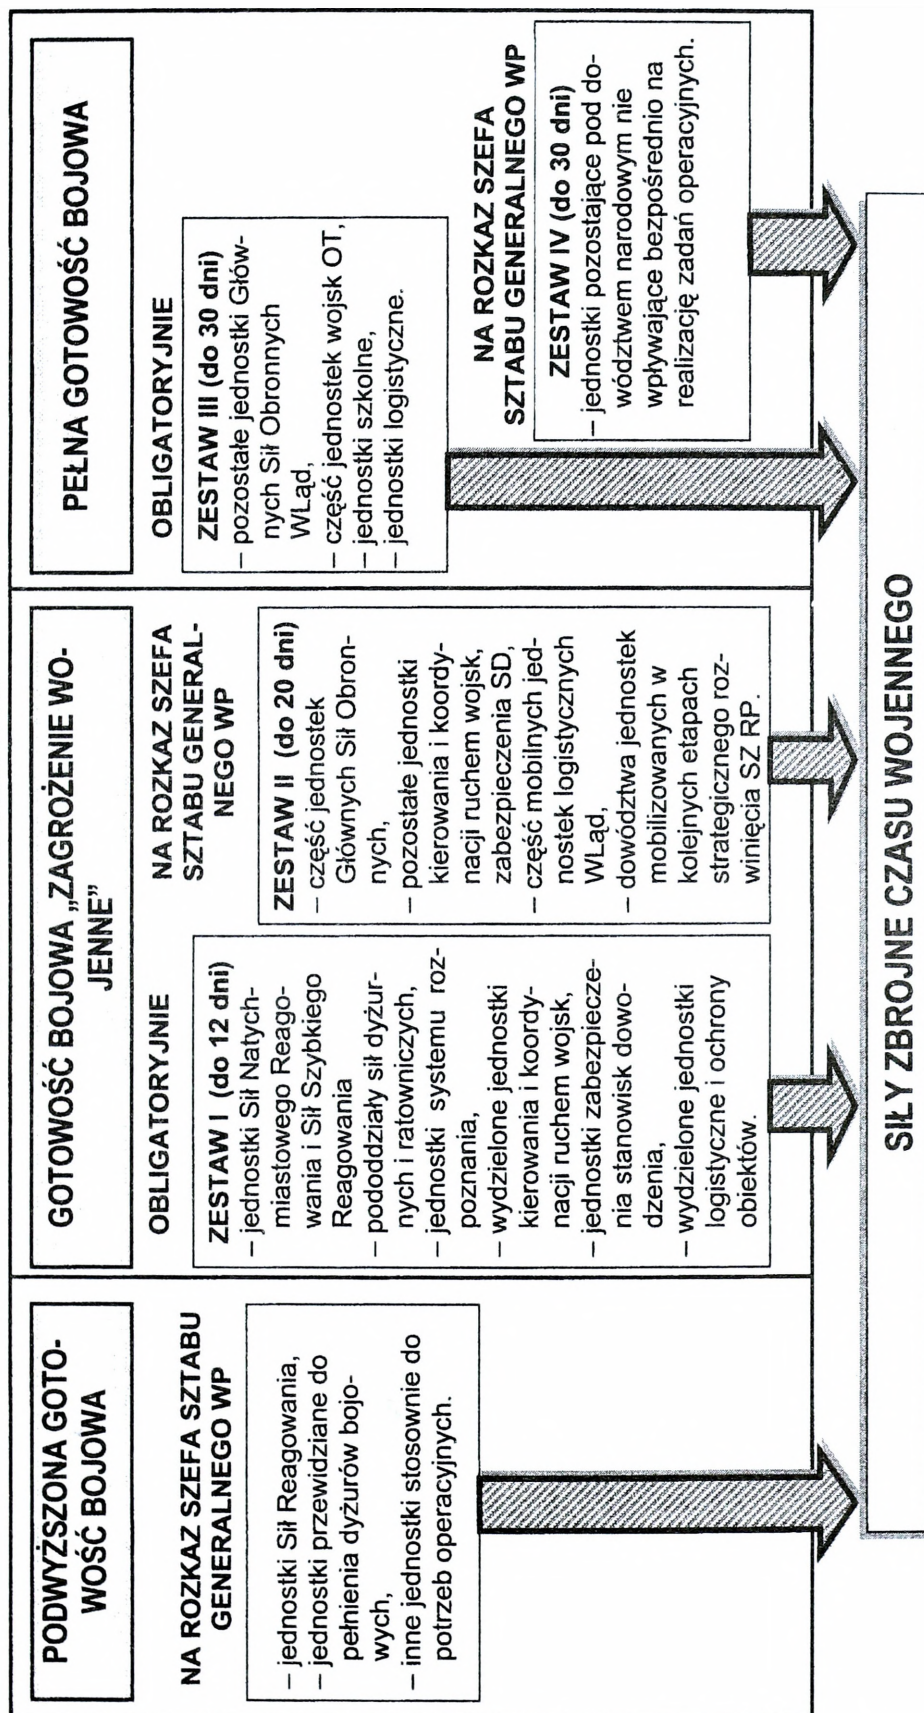 PODWYŻSZONA GOTO-
WOŚĆ BOJOWA
NA ROZKAZ SZEFA SZTABU
GENERALNEGO WP
– jednostki Sił Reagowania,
– jednostki przewidziane do
pełnienia dyżurów bojo-
wych,
– inne jednostki stosownie do
potrzeb operacyjnych.
GOTOWOŚĆ BOJOWA „ZAGROŻENIE WO-
JENNE”
OBLIGATORYJNIE
ZESTAW I (do 12 dni)
– jednostki Sił Natych-
miastowego Reago-
wania i Sił Szybkiego
Reagowania
– pododdziały sił dyżur-
nych i ratowniczych,
– jednostki systemu roz-
poznania,
– wydzielone jednostki
kierowania i koordy-
nacji ruchem wojsk,
– jednostki zabezpiecze-
nia stanowisk dowo-
dzenia,
– wydzielone jednostki
logistyczne i ochrony
obiektów.
NA ROZKAZ SZEFA
SZTABU GENERAL-
NEGO WP
ZESTAW II (do 20 dni)
– część jednostek
Głównych Sił Obron-
nych,
– pozostałe jednostki
kierowania i koordy-
nacji ruchem wojsk,
zabezpieczenia SD,
– część mobilnych jed-
nostek logistycznych
WLąd,
– dowództwa jednostek
mobilizowanych w
kolejnych etapach
strategicznego roz-
winięcia SZ RP.
PEŁNA GOTOWOŚĆ BOJOWA
OBLIGATORYJNIE
ZESTAW III (do 30 dni)
– pozostałe jednostki Głów-
nych Sił Obronnych
WLąd,
– część jednostek wojsk OT,
– jednostki szkolne,
– jednostki logistyczne.
NA ROZKAZ SZEFA
SZTABU GENERALNEGO WP
ZESTAW IV (do 30 dni)
– jednostki pozostające pod do-
wództwem narodowym nie
wpływające bezpośrednio na
realizację zadań operacyjnych.
SIŁY ZBROJNE CZASU WOJENNEGO